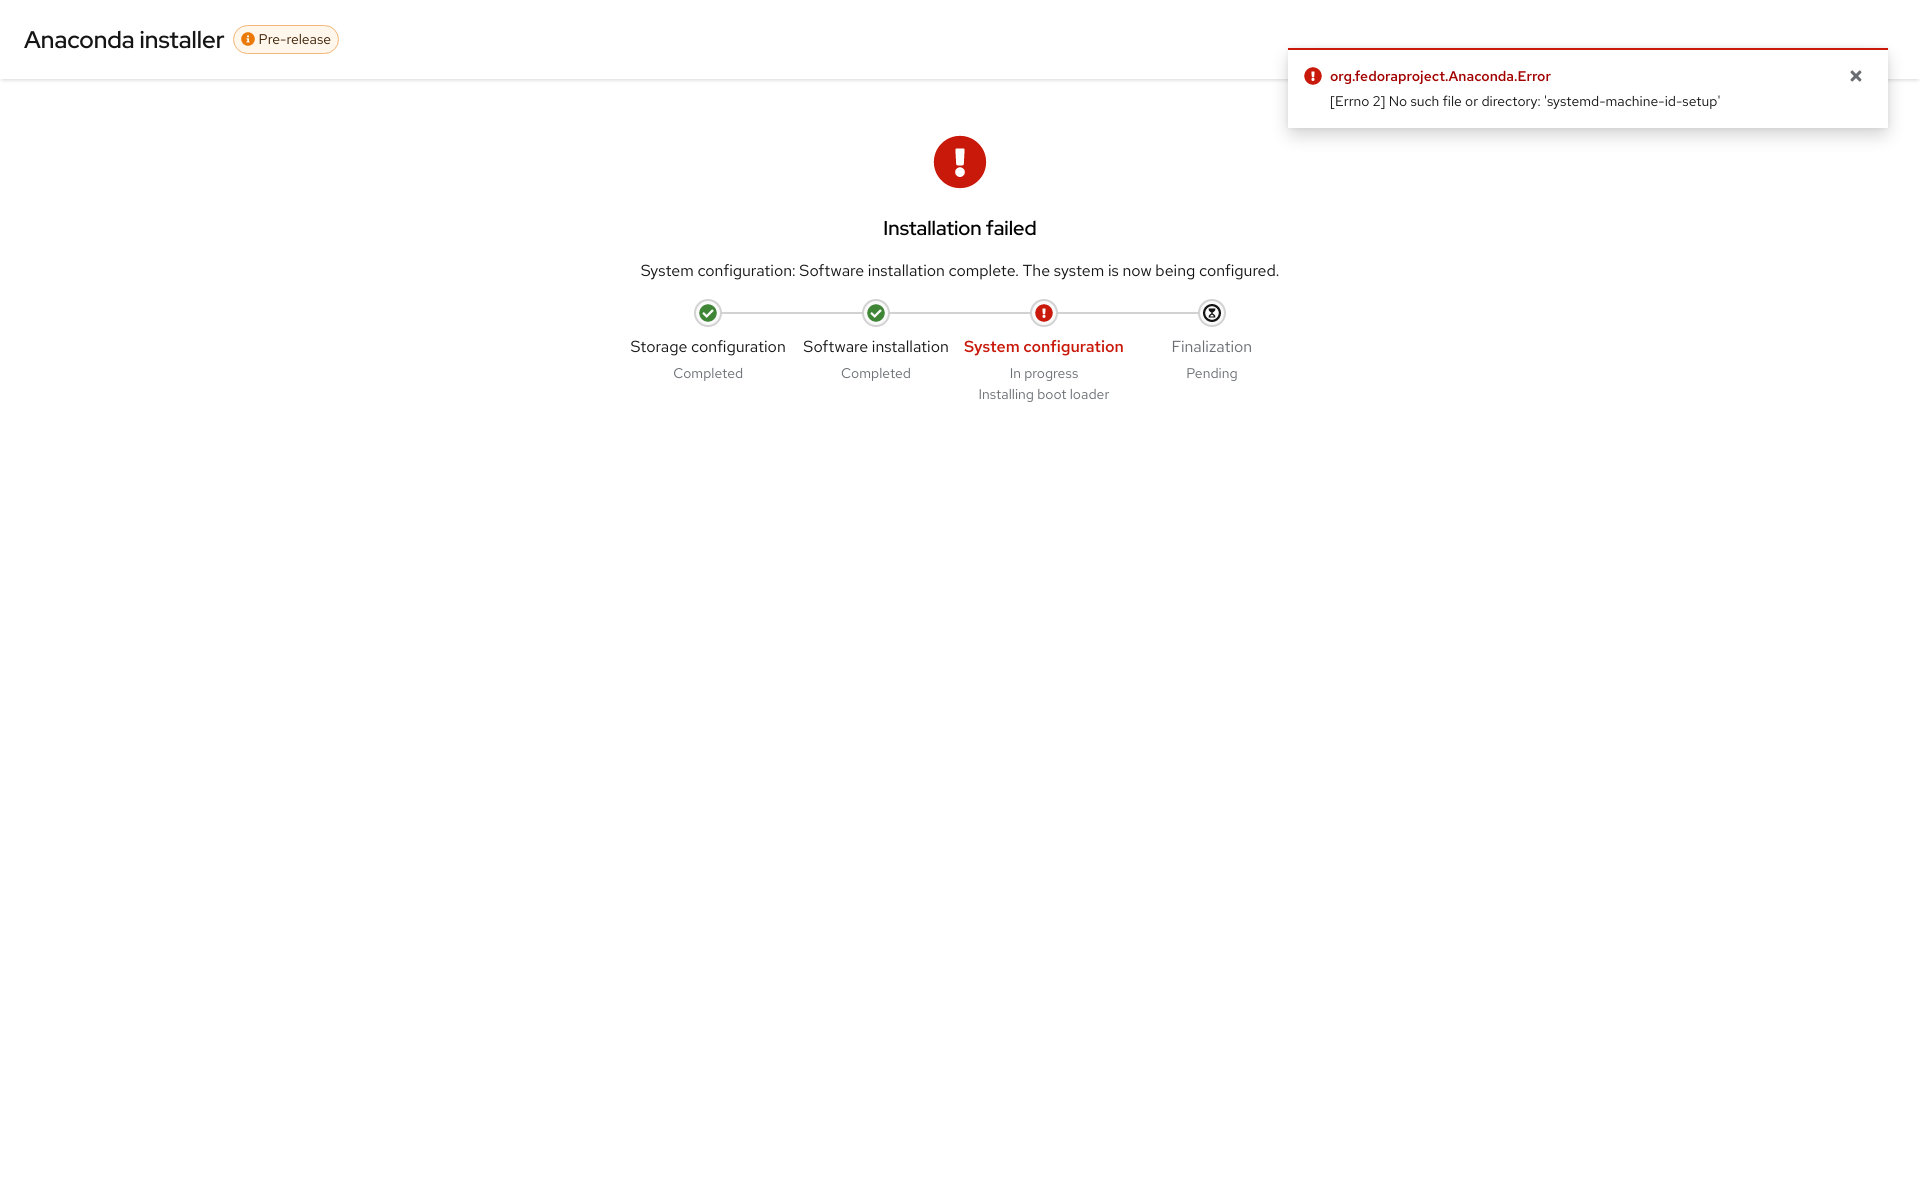 Anaconda installer
Pre-release
org.fedoraproject.Anaconda.Error
[Errno 2] No such file or directory: 'systemd-machine-id-setup'
Installation failed
System configuration: Software installation complete. The system is now being configured.
Storage configuration
Completed
Software installation
Completed
System configuration
In progress
Installing boot loader
Finalization
Pending